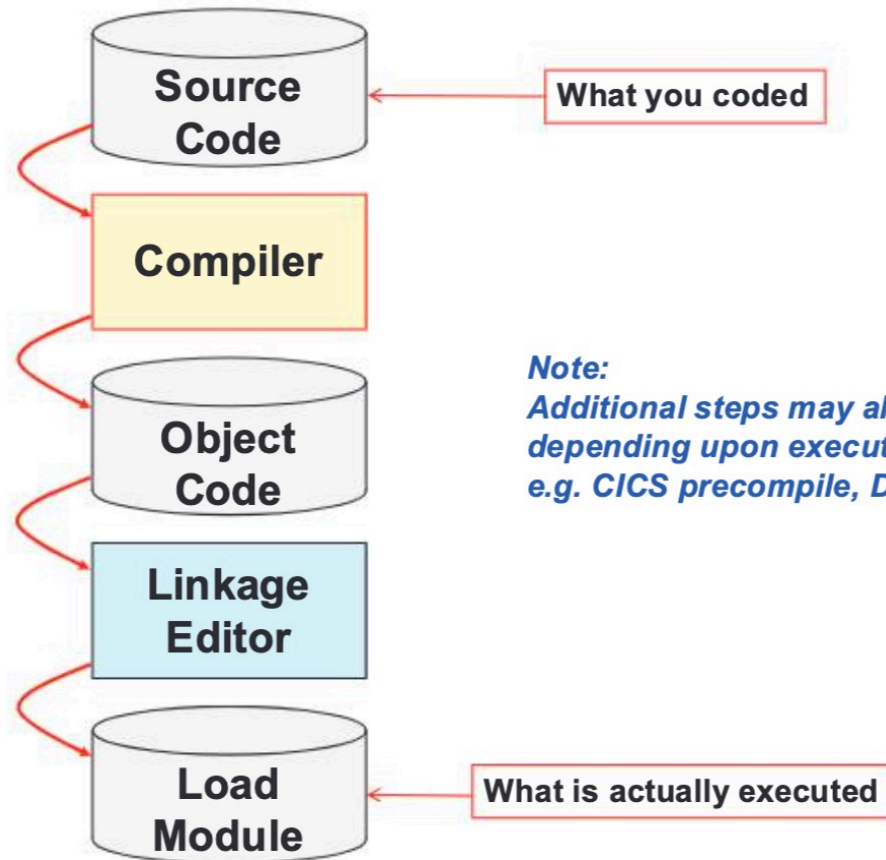 Source
Code
What you coded
Compiler
Note:
Additional steps may al
depending upon execut
e.g. CICS precompile, D
Object
Code
Linkage
Editor
Load
Module
What is actually executed